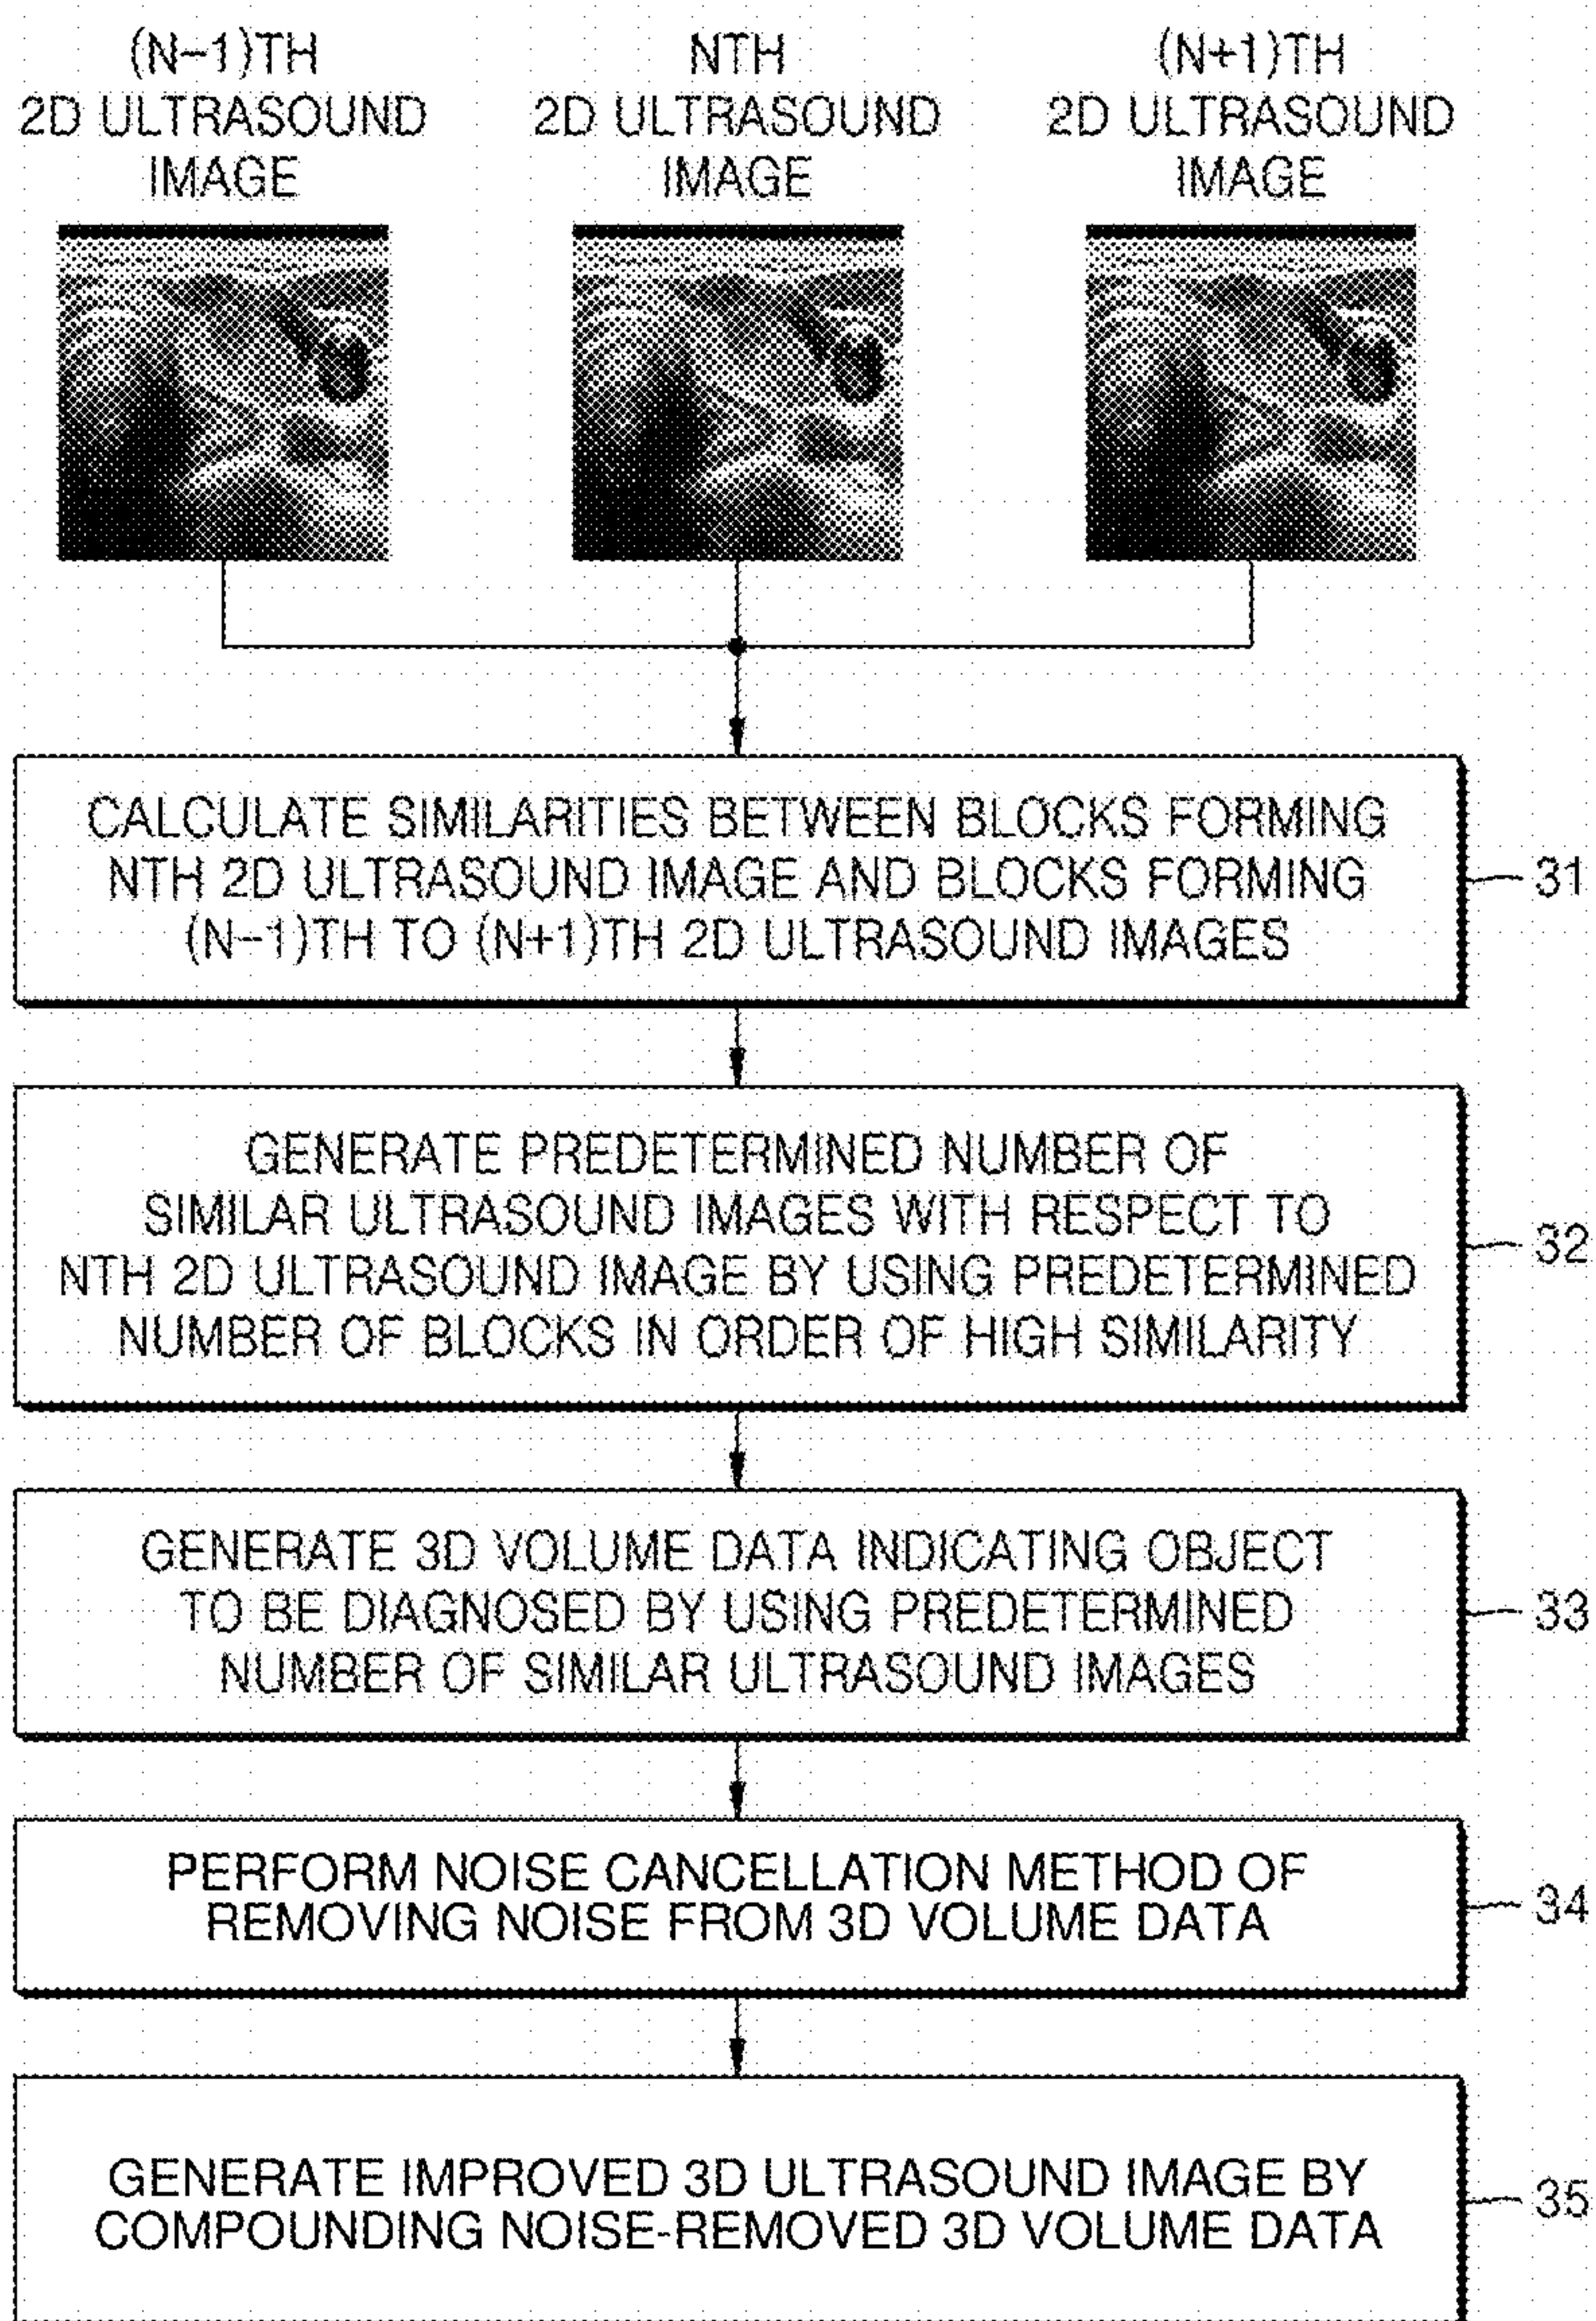 (N-1)TH
2D ULTRASOUND
IMAGE
NTH
2D ULTRASOUND
IMAGE
(N+1)TH
2D ULTRASOUND
IMAGE
CALCULATE SIMILARITIES BETWEEN BLOCKS FORMING
NTH 2D ULTRASOUND IMAGE AND BLOCKS FORMING
(N-1)TH TO (N+1)TH 2D ULTRASOUND IMAGES
31
GENERATE PREDETERMINED NUMBER OF
SIMILAR ULTRASOUND IMAGES WITH RESPECT TO
NTH 2D ULTRASOUND IMAGE BY USING PREDETERMINED
NUMBER OF BLOCKS IN ORDER OF HIGH SIMILARITY
32
GENERATE 3D VOLUME DATA INDICATING OBJECT
TO BE DIAGNOSED BY USING PREDETERMINED
NUMBER OF SIMILAR ULTRASOUND IMAGES
33
PERFORM NOISE CANCELLATION METHOD OF
REMOVING NOISE FROM 3D VOLUME DATA
34
GENERATE IMPROVED 3D ULTRASOUND IMAGE BY
COMPOUNDING NOISE-REMOVED 3D VOLUME DATA
35